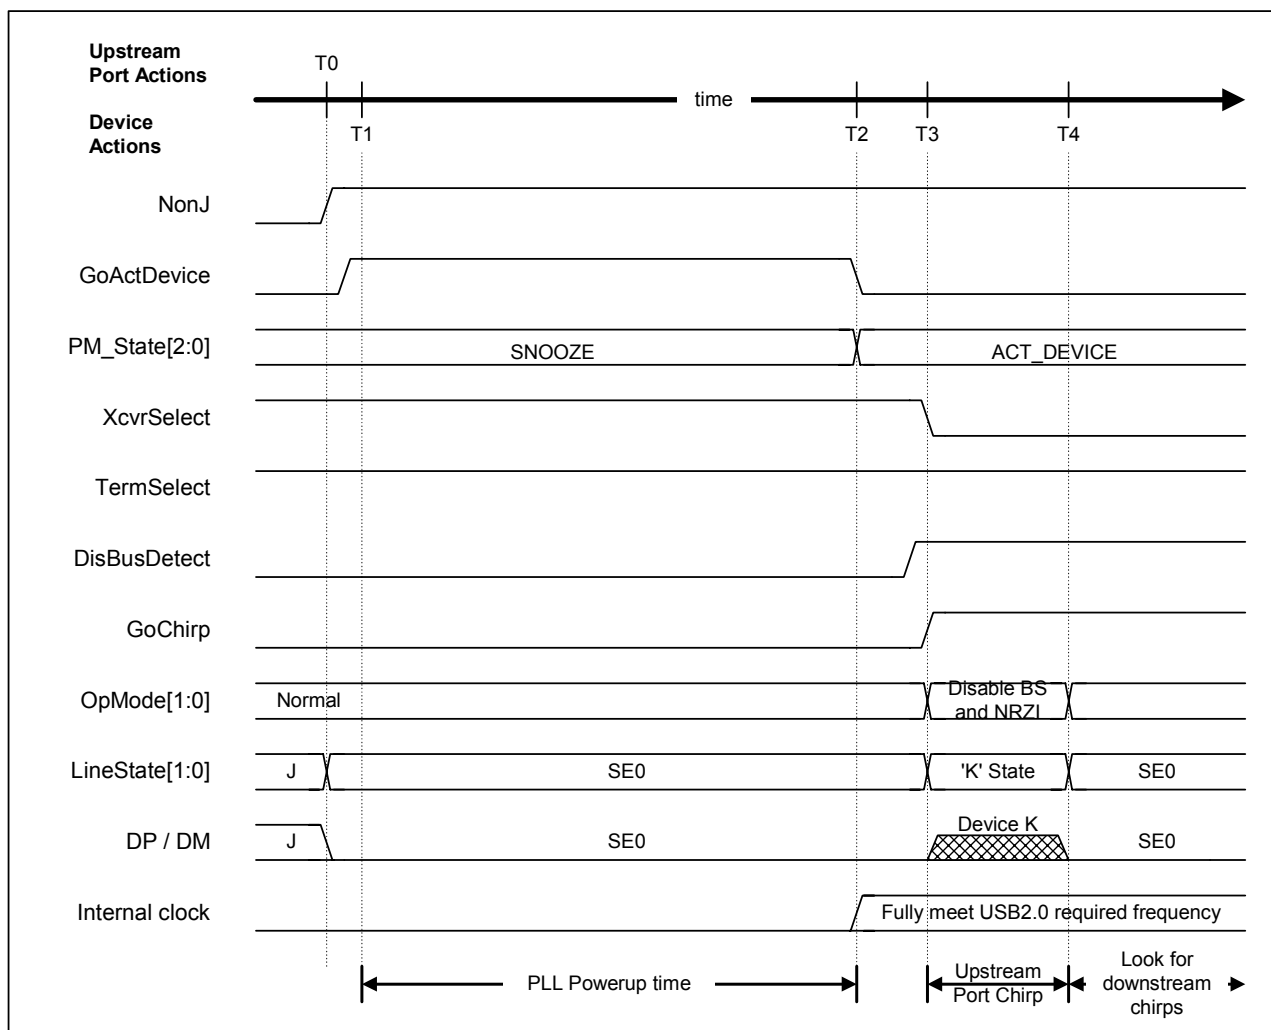 Upstream
Port Actions
T0
time
Device
Actions
T1
T2
T3
T4
NonJ
GoActDevice
PM_State[2:0]
SNOOZE
ACT_DEVICE
XcvrSelect
TermSelect
DisBusDetect
GoChirp
OpMode[1:0]
Normal
Disable BS
and NRZI
LineState[1:0]
J
SE0
'K' State
SE0
DP / DM
J
SE0
Device K
SE0
Internal clock
Fully meet USB2.0 required frequency
PLL Powerup time
Upstream
Port Chirp
Look for
downstream
chirps